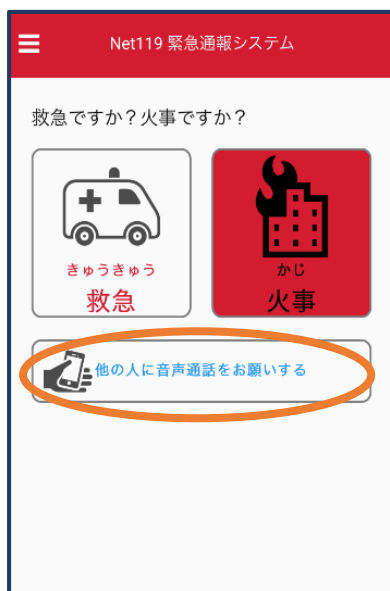 Net119 緊急通報システム
救急ですか？火事ですか？
きゅうきゅう
救急
かじ
火事
他の人に音声通話をお願いする